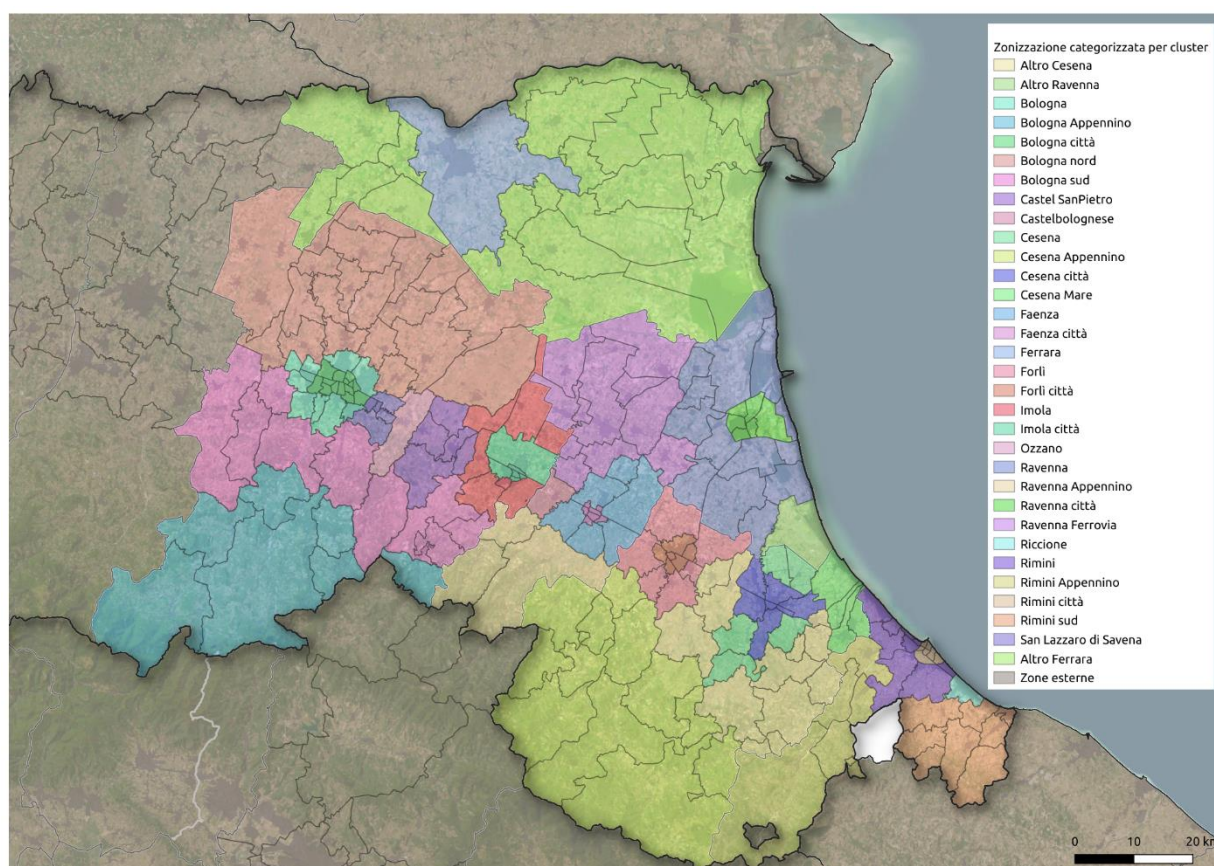 Zonizzazione categorizzata per cluster
Altro Cesena
Altro Ravenna
Bologna
Bologna Appennino
Bologna città
Bologna nord
Bologna sud
Castel SanPietro
Castelbolognese
Cesena
Cesena Appennino
Cesena città
Cesena Mare
Faenza
Faenza città
Ferrara
Forlì
Forlì città
Imola
Imola città
Ozzano
Ravenna
Ravenna Appennino
Ravenna città
Ravenna Ferrovia
Riccione
Rimini
Rimini Appennino
Rimini città
Rimini sud
San Lazzaro di Savena
Altro Ferrara
Zone esterne
0 10 20 km